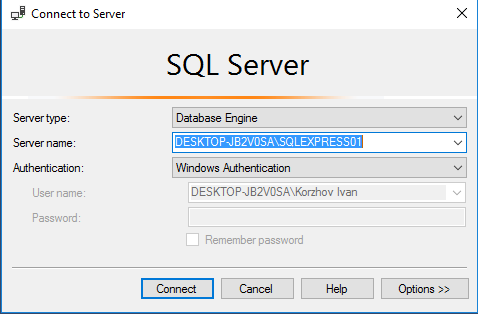 Connect to Server
SQL Server
Server type: Database Engine
Server name: DESKTOP-JB2V0SA\SQLEXPRESS01
Authentication: Windows Authentication
User name: DESKTOP-JB2V0SA\Korzhov Ivan
Password:
Remember password
Connect Cancel Help Options >>